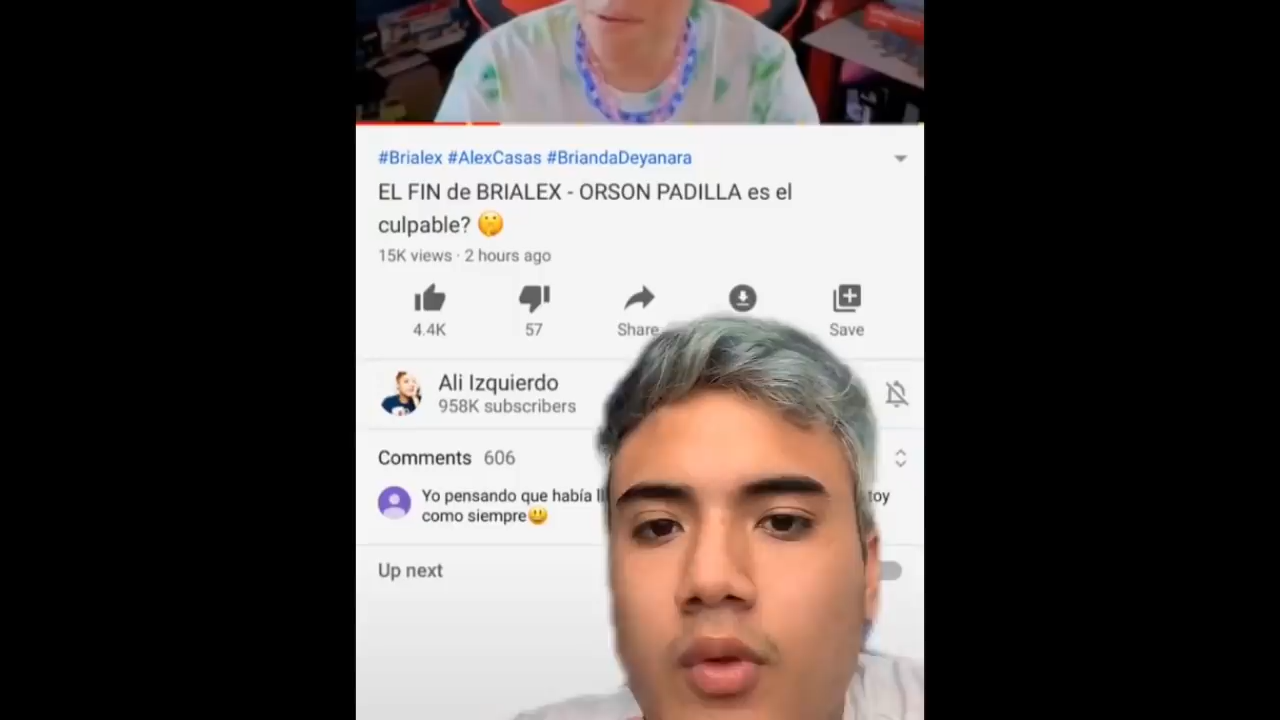 #Brialex #AlexCasas #BriandaDeyanara
EL FIN de BRIALEX - ORSON PADILLA es el
culpable? 🤫
15K views · 2 hours ago
4.4K
57
Share
Save
Ali Izquierdo
958K subscribers
Comments 606
Yo pensando que había
toy
como siempre😃
Up next